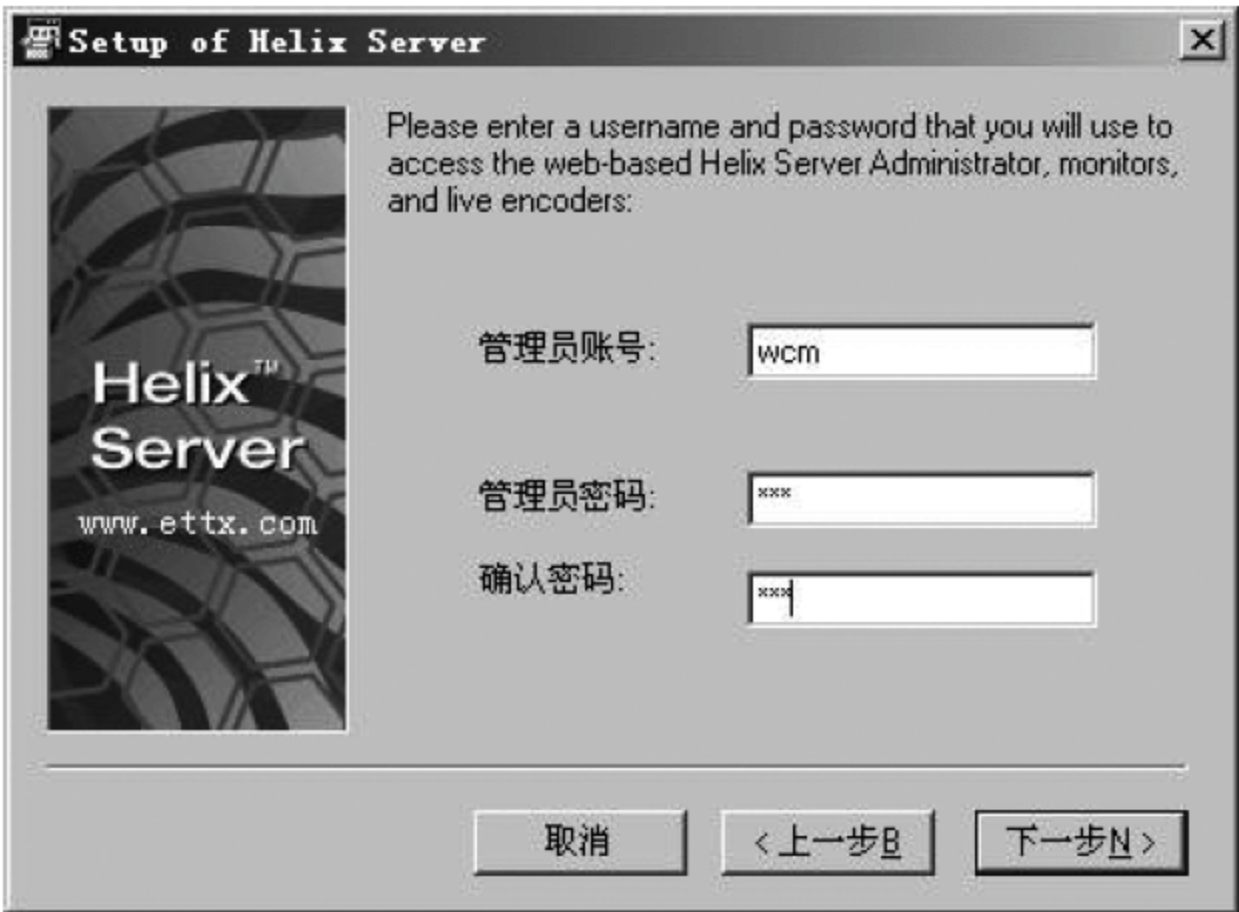 Setup of Helix Server
Please enter a username and password that you will use to
access the web-based Helix Server Administrator, monitors,
and live encoders:
管理员账号:
wcm
Helix™
Server
www.ettx.com
管理员密码:
***
确认密码:
***
取消
<上一步B
下一步N>